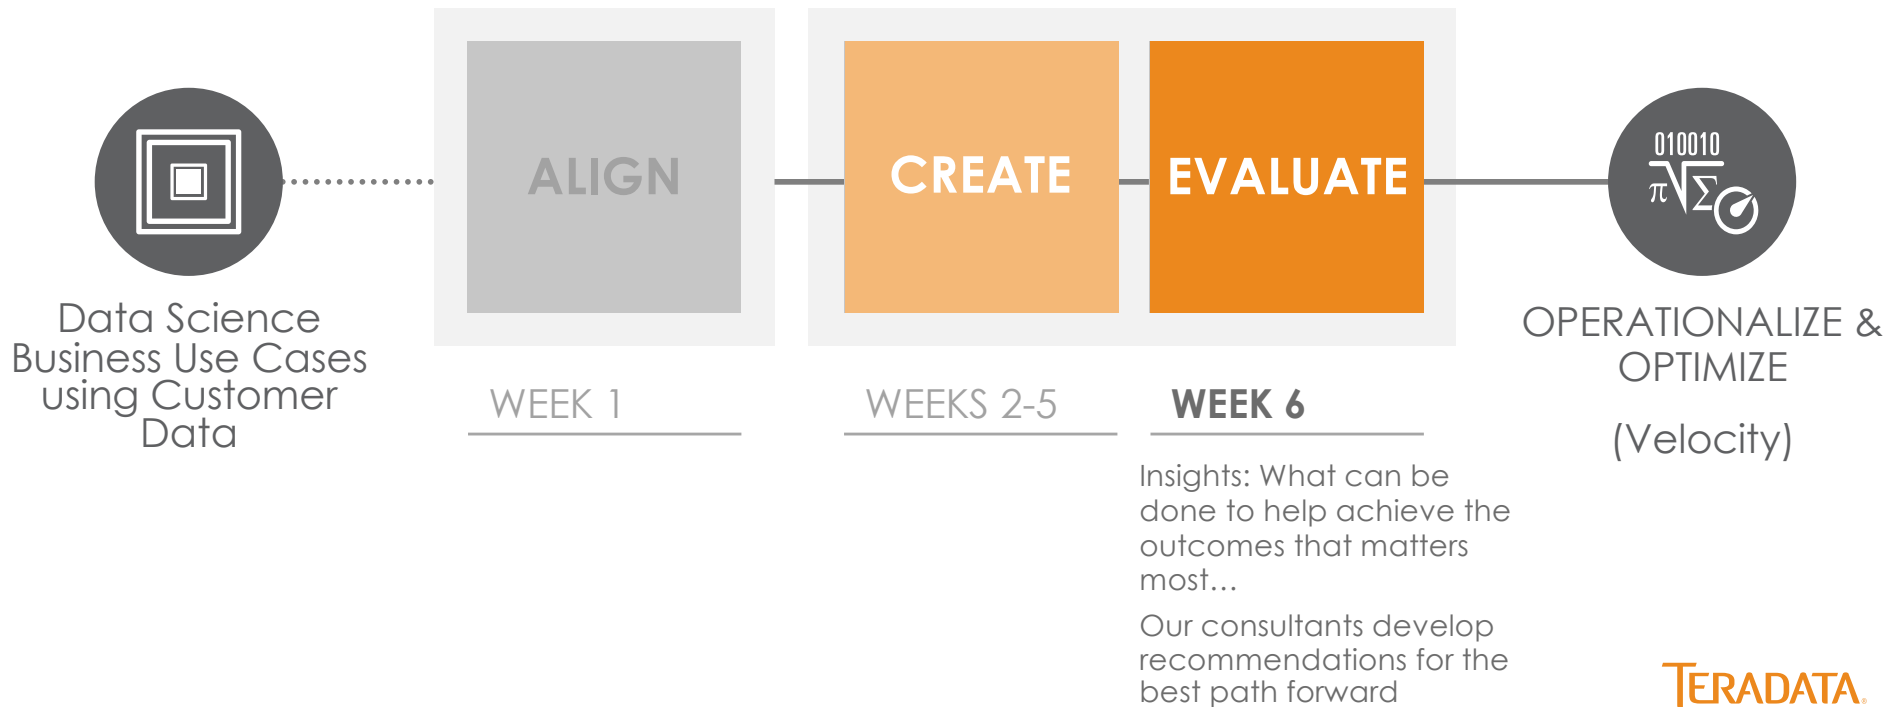 Data Science
Business Use Cases
using Customer
Data
ALIGN
WEEK 1
CREATE
WEEKS 2-5
EVALUATE
WEEK 6
Insights: What can be
done to help achieve the
outcomes that matters
most…
Our consultants develop
recommendations for the
best path forward
010010
π√Σ
OPERATIONALIZE &
OPTIMIZE
(Velocity)
TERADATA.